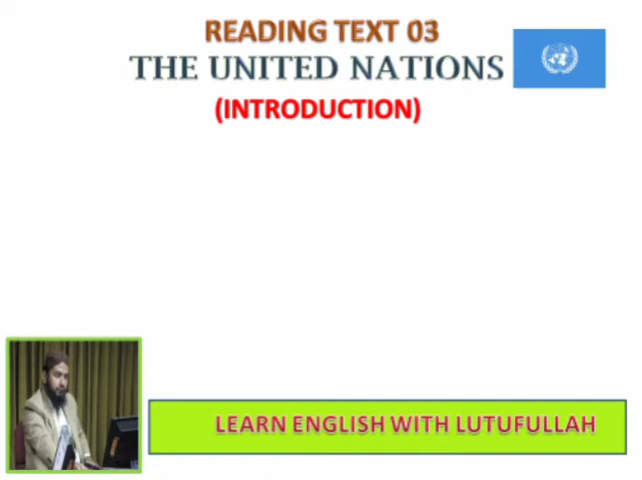 READING TEXT 03
THE UNITED NATIONS
(INTRODUCTION)
LEARN ENGLISH WITH LUTUFULLAH